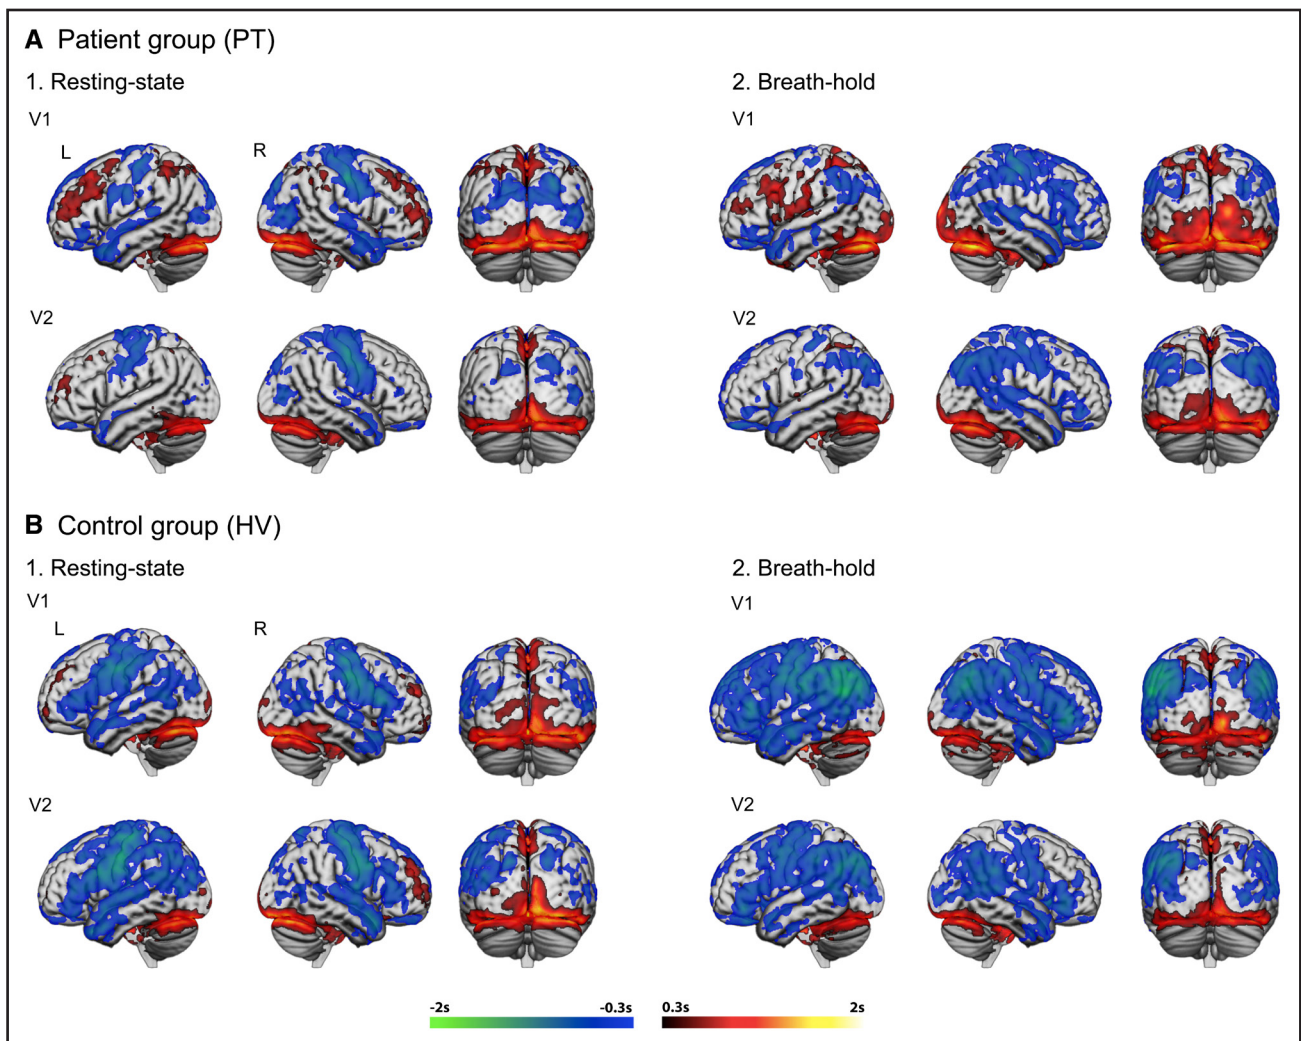 A Patient group (PT)
1. Resting-state
2. Breath-hold
V1
V1
L
R
V2
V2
B Control group (HV)
1. Resting-state
2. Breath-hold
V1
V1
L
R
V2
V2
-2s -0.3s 0.3s 2s